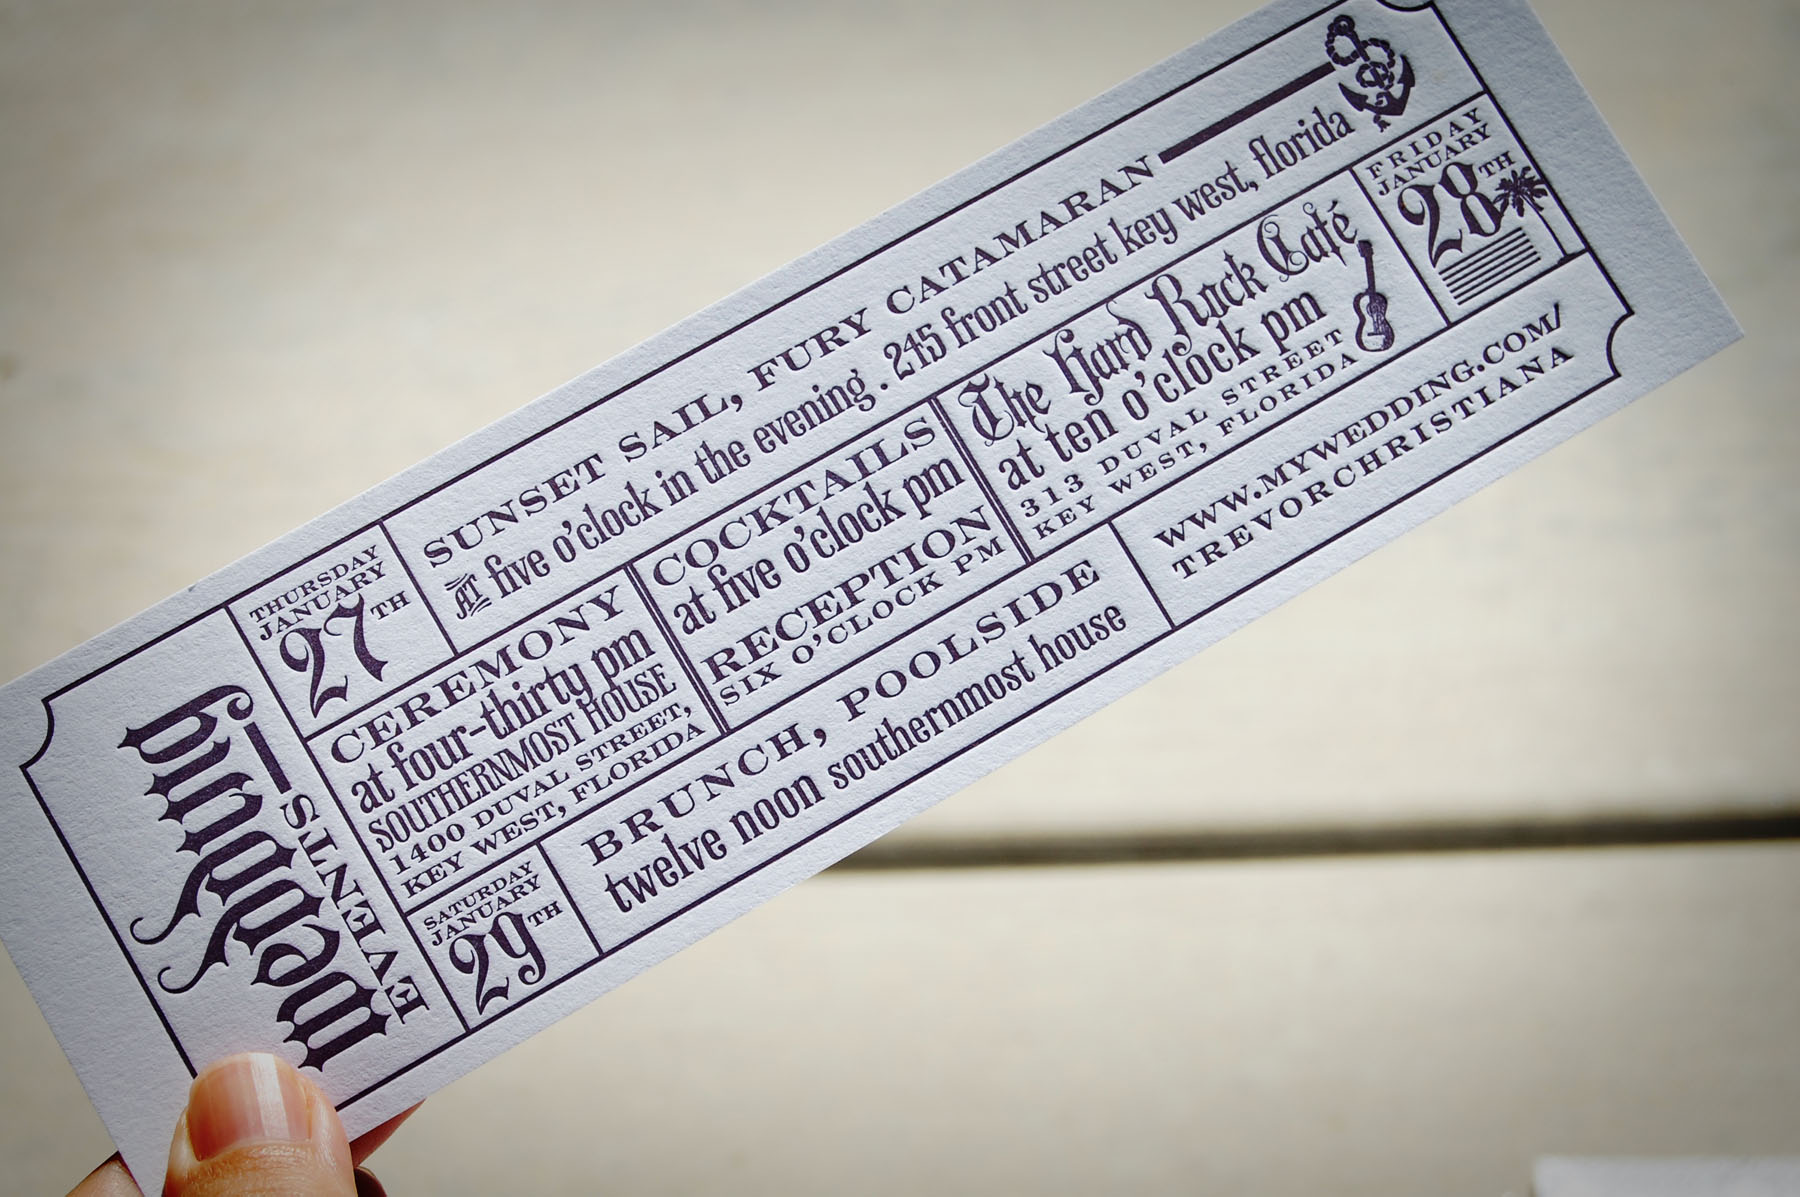 wedding
EVENTS
THURSDAY
JANUARY
27TH
SUNSET SAIL, FURY CATAMARAN
AT five o'clock in the evening . 245 front street key west, florida
CEREMONY
at four-thirty pm
SOUTHERNMOST HOUSE
1400 DUVAL STREET,
KEY WEST, FLORIDA
COCKTAILS
at five o'clock pm
RECEPTION
SIX O'CLOCK PM
The Hard Rock Café
at ten o'clock pm
313 DUVAL STREET
KEY WEST, FLORIDA
FRIDAY
JANUARY
28TH
SATURDAY
JANUARY
29TH
BRUNCH, POOLSIDE
twelve noon southernmost house
WWW.MYWEDDING.COM/
TREVORCHRISTIANA